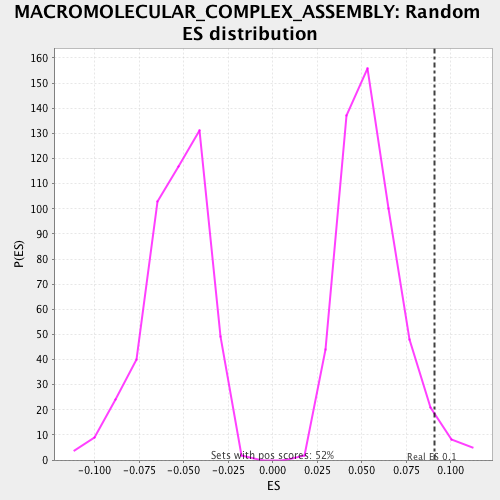 MACROMOLECULAR_COMPLEX_ASSEMBLY: Random
ES distribution
160
150
140
130
120
110
100
90
80
70
60
50
40
30
20
10
0
P(ES)
Sets with pos scores: 52%
Real ES 0.1
-0.100 -0.075 -0.050 -0.025 0.000 0.025 0.050 0.075 0.100
ES